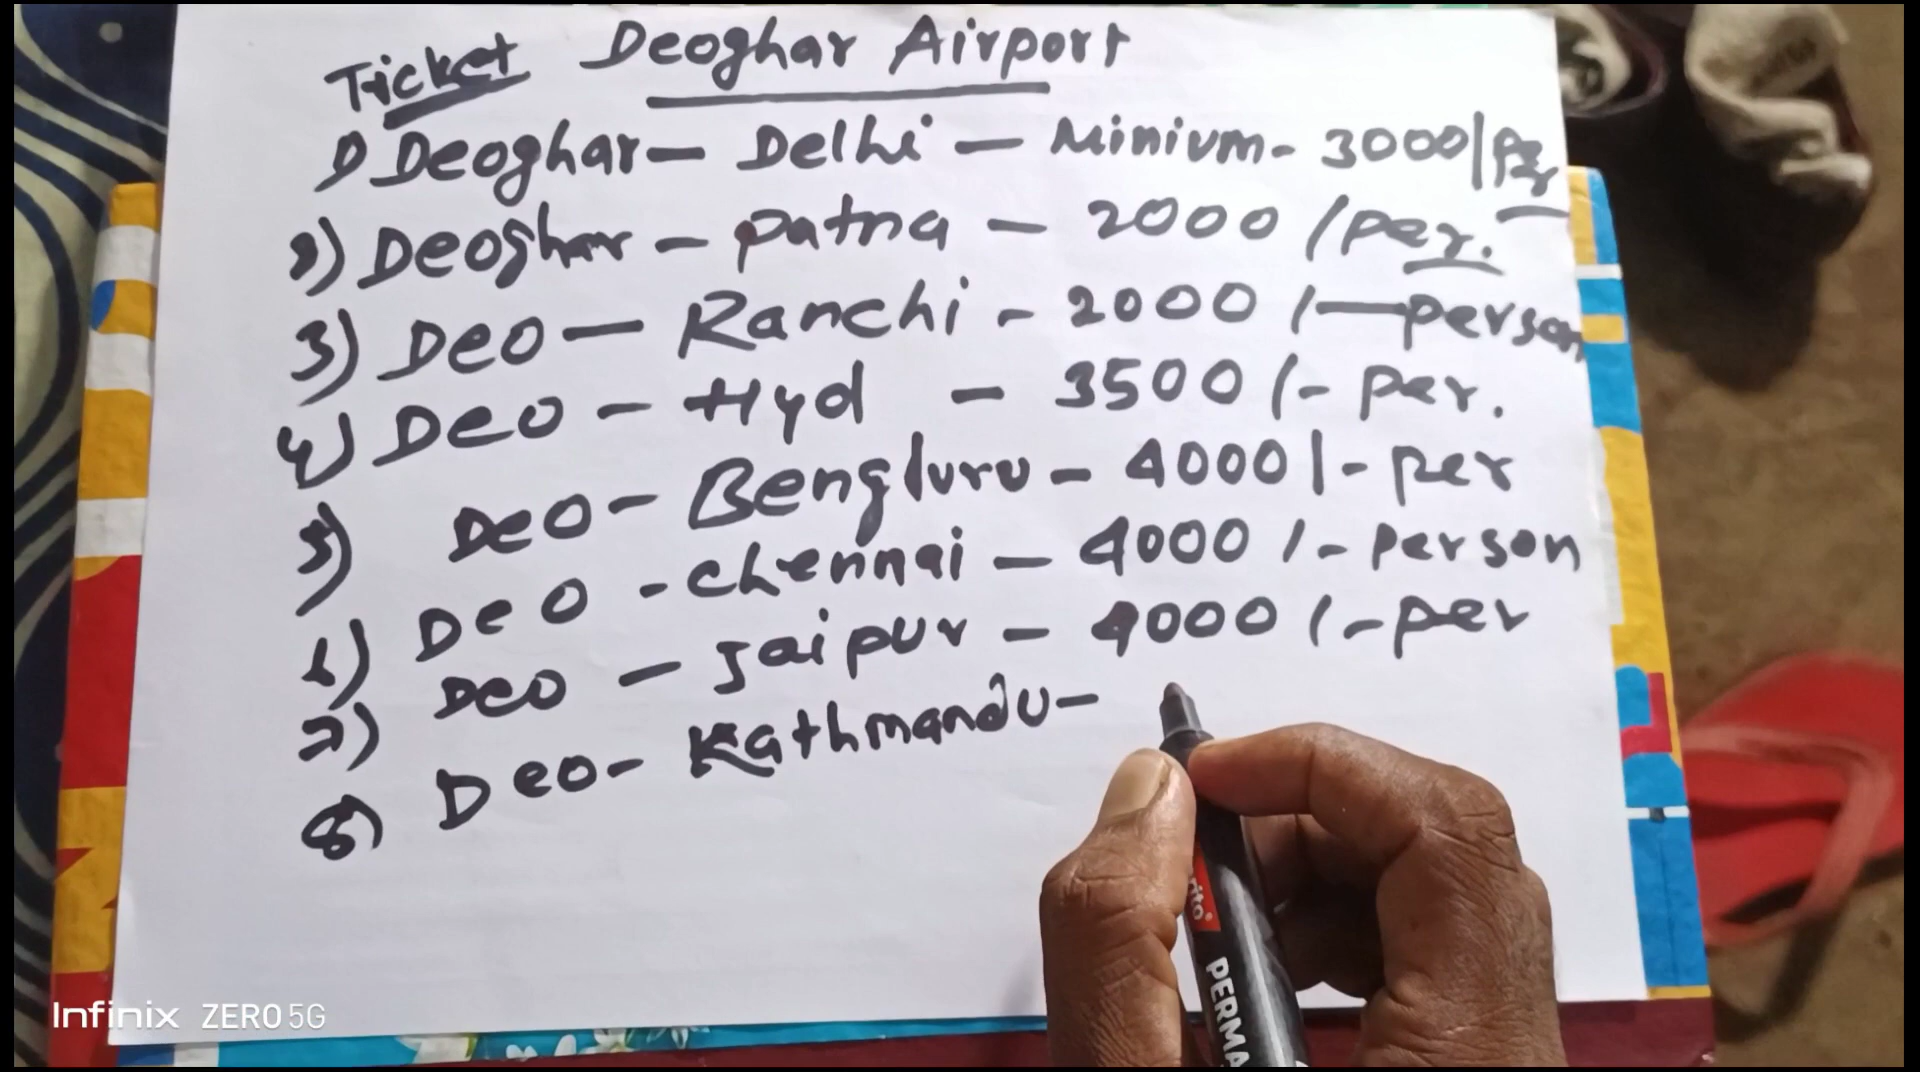 Ticket Deoghar Airport
1) Deoghar - Delhi - Minium - 3000/Per
2) Deoghar - Patna - 2000/per.
3) Deo - Ranchi - 2000/- person
4) Deo - Hyd - 3500/- Per.
5) Deo - Bengluru - 4000/- per
6) Deo - chennai - 4000/- person
7) Deo - Jaipur - 4000/- per
8) Deo - Kathmandu -
PERMA
Infinix ZERO 5G